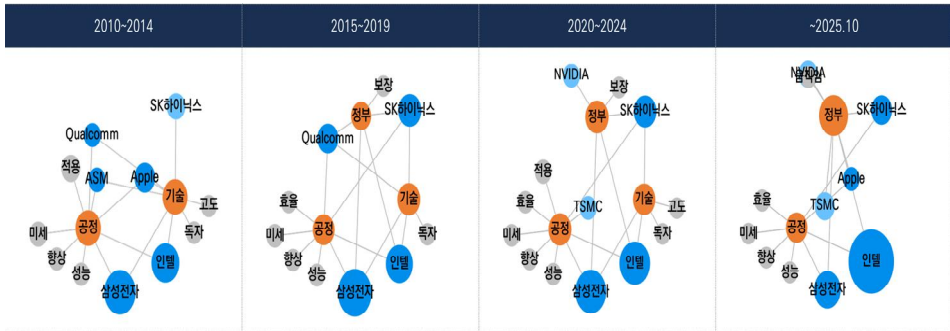 2010~2014
2015~2019
2020~2024
~2025.10
SK하이닉스
Qualcomm
적용
ASM
Apple
기술
고도
미세
공정
독자
향상
성능
인텔
삼성전자
보장
정부
SK하이닉스
Qualcomm
효율
기술
미세
공정
독자
향상
성능
인텔
삼성전자
NVIDIA
보장
정부
SK하이닉스
적용
효율
TSMC
기술
고도
미세
공정
독자
향상
성능
인텔
삼성전자
NVIDIA
정부
SK하이닉스
Apple
효율
TSMC
미세
공정
향상
성능
인텔
삼성전자